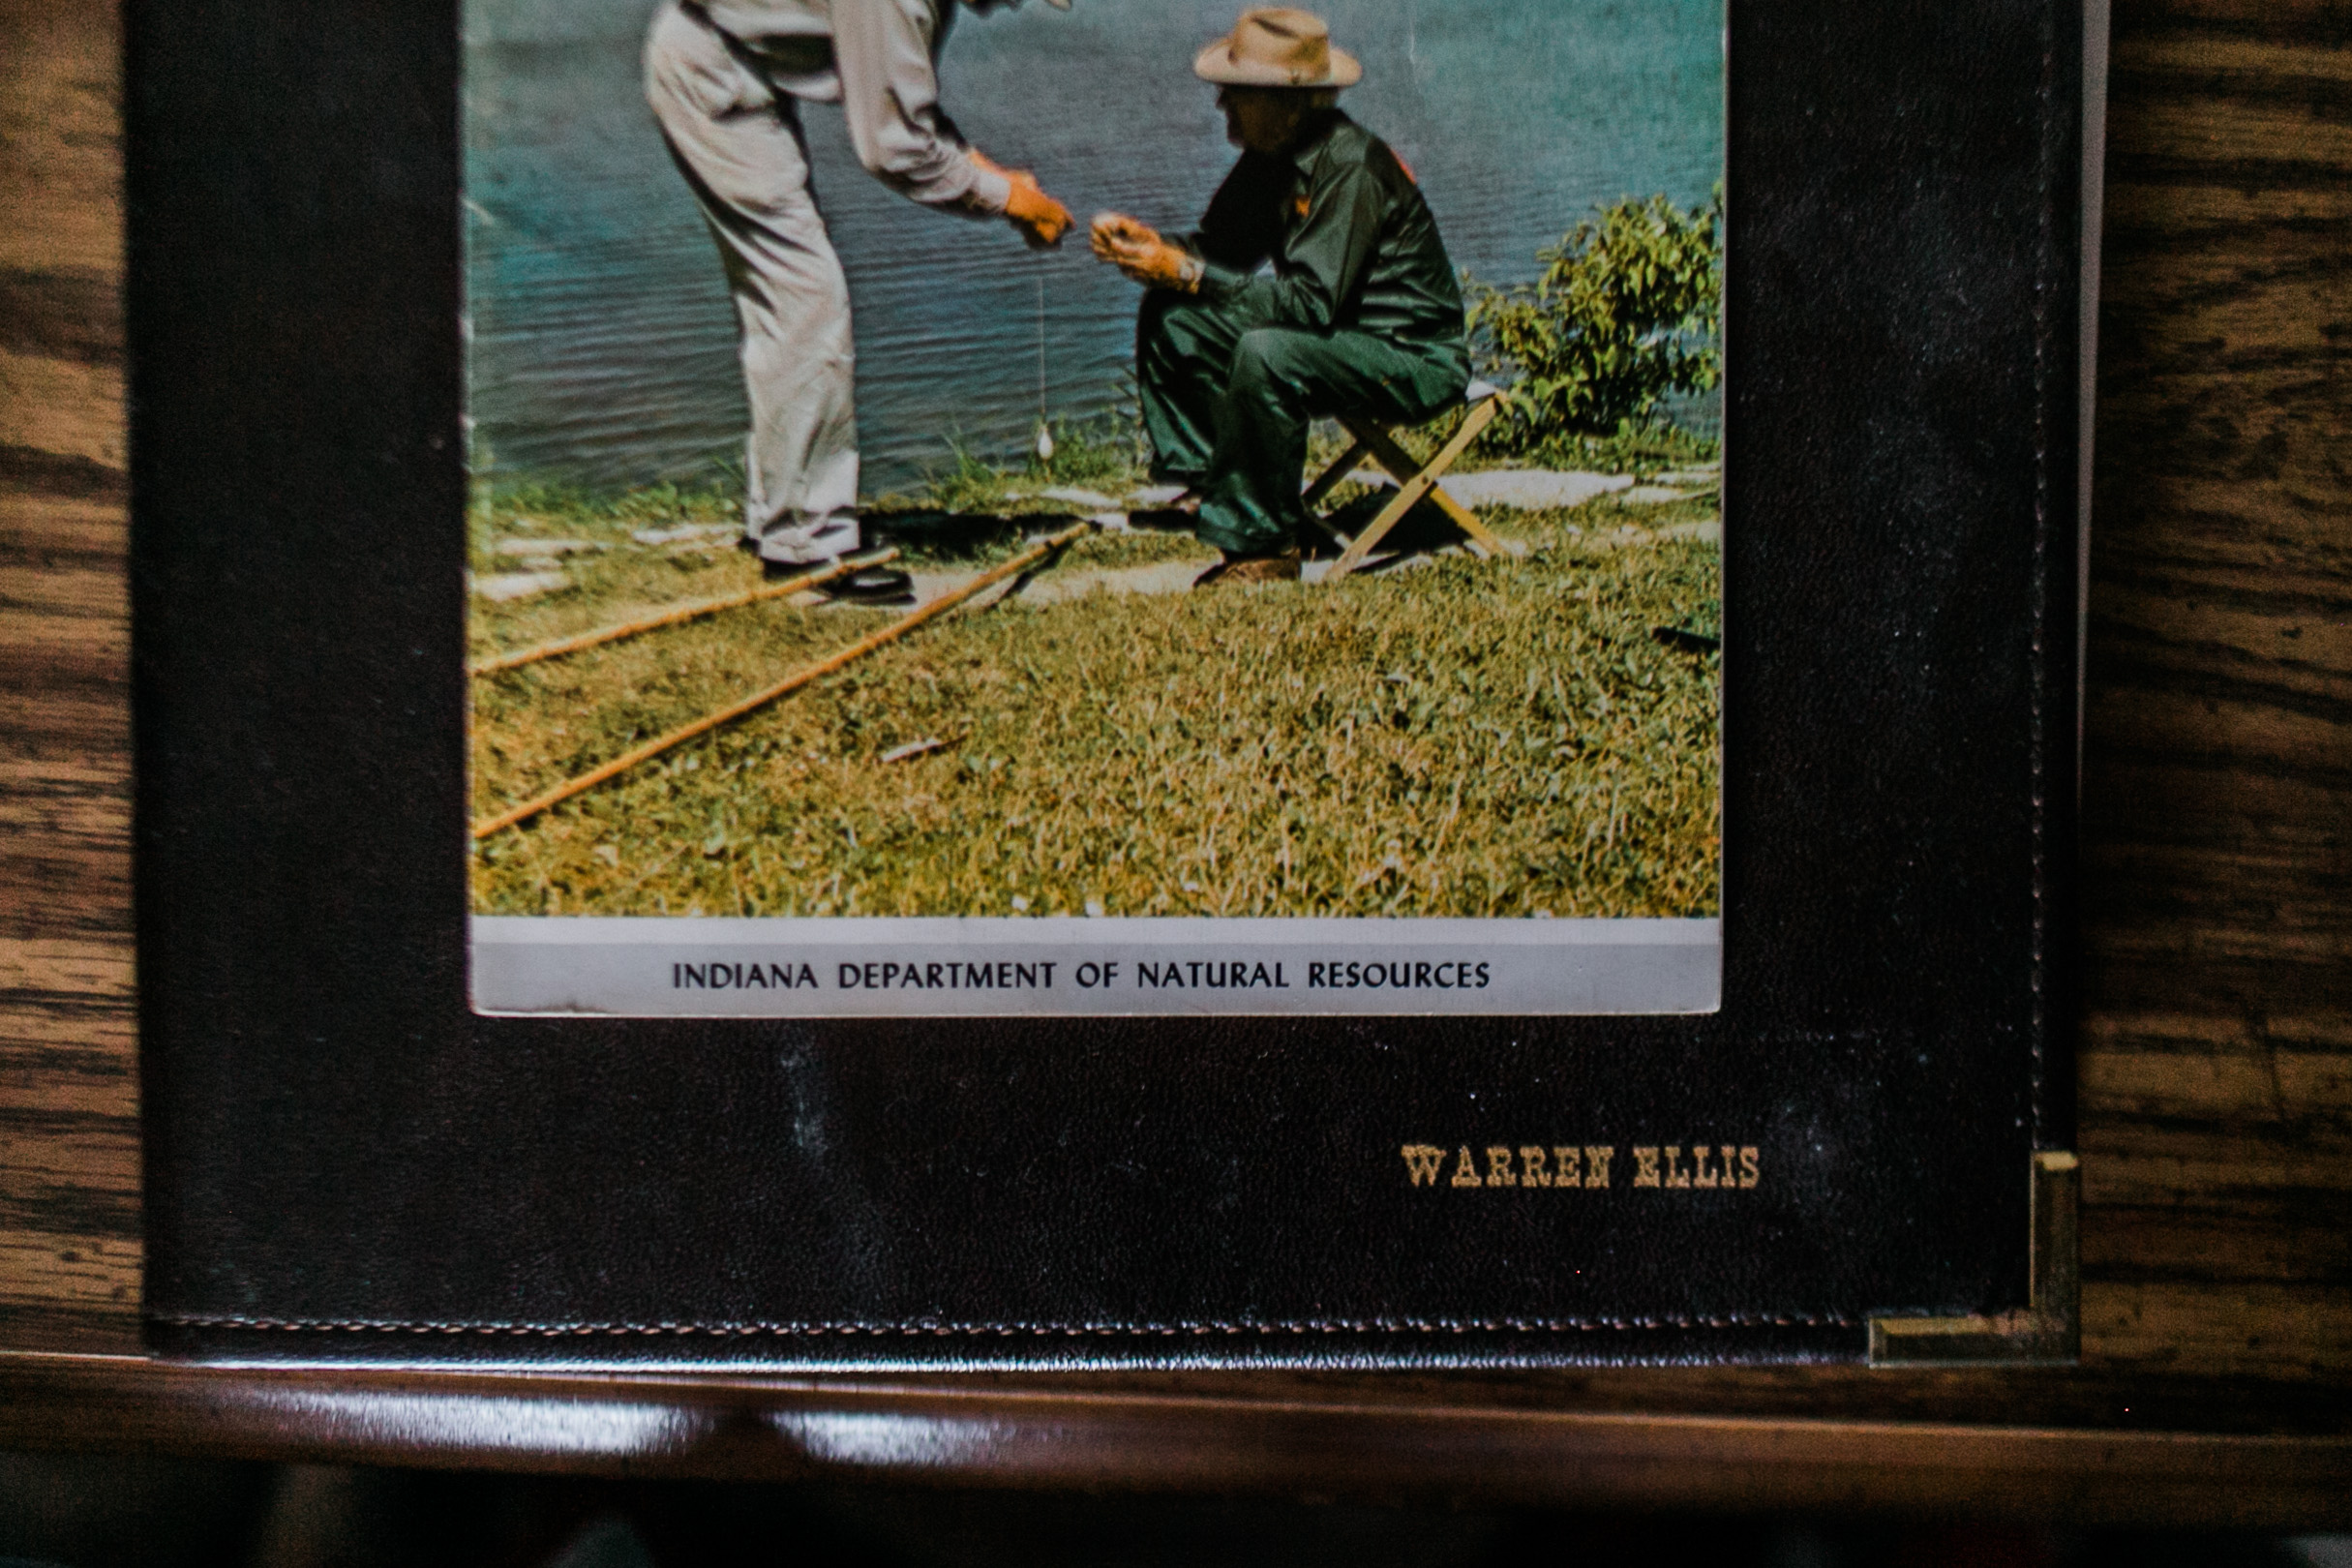 INDIANA DEPARTMENT OF NATURAL RESOURCES
WARREN ELLIS